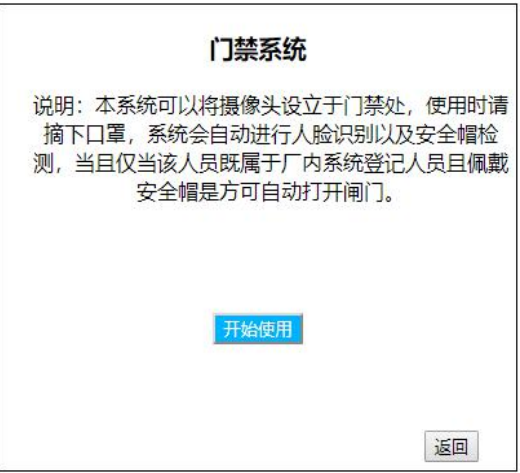 门禁系统
说明：本系统可以将摄像头设立于门禁处，使用时请
摘下口罩，系统会自动进行人脸识别以及安全帽检
测，当且仅当该人员既属于厂内系统登记人员且佩戴
安全帽是方可自动打开闸门。
开始使用
返回